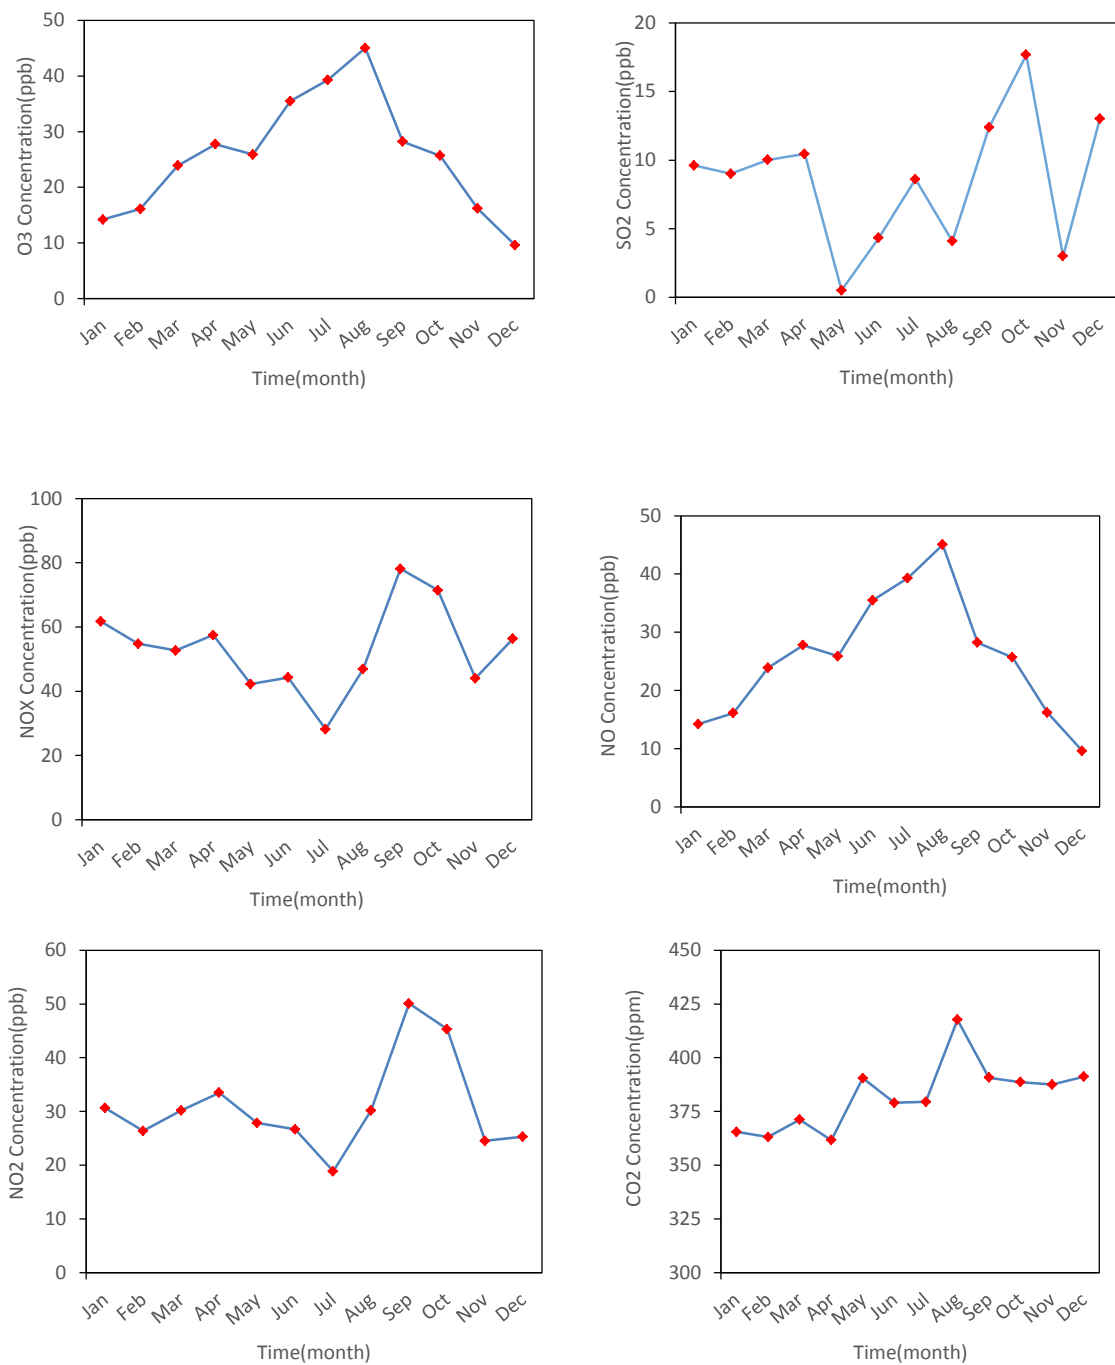 O3 Concentration(ppb)
50
40
30
20
10
0
Jan Feb Mar Apr May Jun Jul Aug Sep Oct Nov Dec
Time(month)
SO2 Concentration(ppb)
20
15
10
5
0
Jan Feb Mar Apr May Jun Jul Aug Sep Oct Nov Dec
Time(month)
NOX Concentration(ppb)
100
80
60
40
20
0
Jan Feb Mar Apr May Jun Jul Aug Sep Oct Nov Dec
Time(month)
NO Concentration(ppb)
50
40
30
20
10
0
Jan Feb Mar Apr May Jun Jul Aug Sep Oct Nov Dec
Time(month)
NO2 Concentration(ppb)
60
50
40
30
20
10
0
Jan Feb Mar Apr May Jun Jul Aug Sep Oct Nov Dec
Time(month)
CO2 Concentration(ppm)
450
425
400
375
350
325
300
Jan Feb Mar Apr May Jun Jul Aug Sep Oct Nov Dec
Time(month)